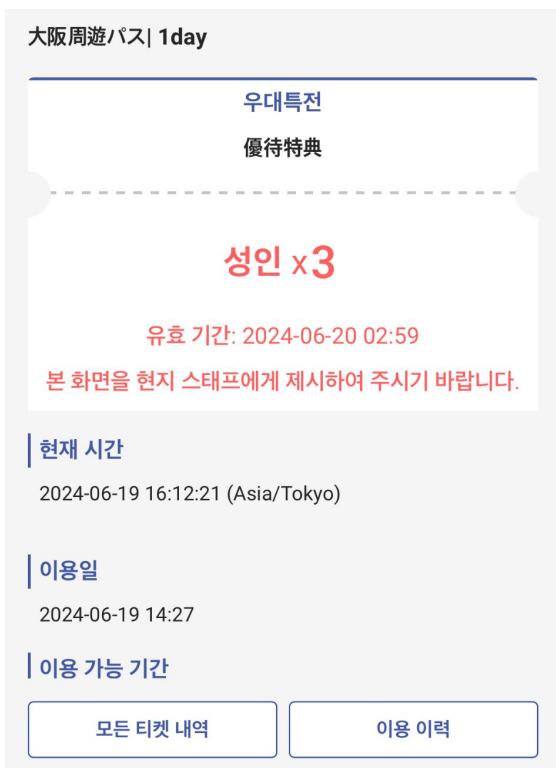 大阪周遊パス| 1day
우대특전
優待特典
성인 x3
유효 기간: 2024-06-20 02:59
본 화면을 현지 스태프에게 제시하여 주시기 바랍니다.
현재 시간
2024-06-19 16:12:21 (Asia/Tokyo)
이용일
2024-06-19 14:27
이용 가능 기간
모든 티켓 내역
이용 이력